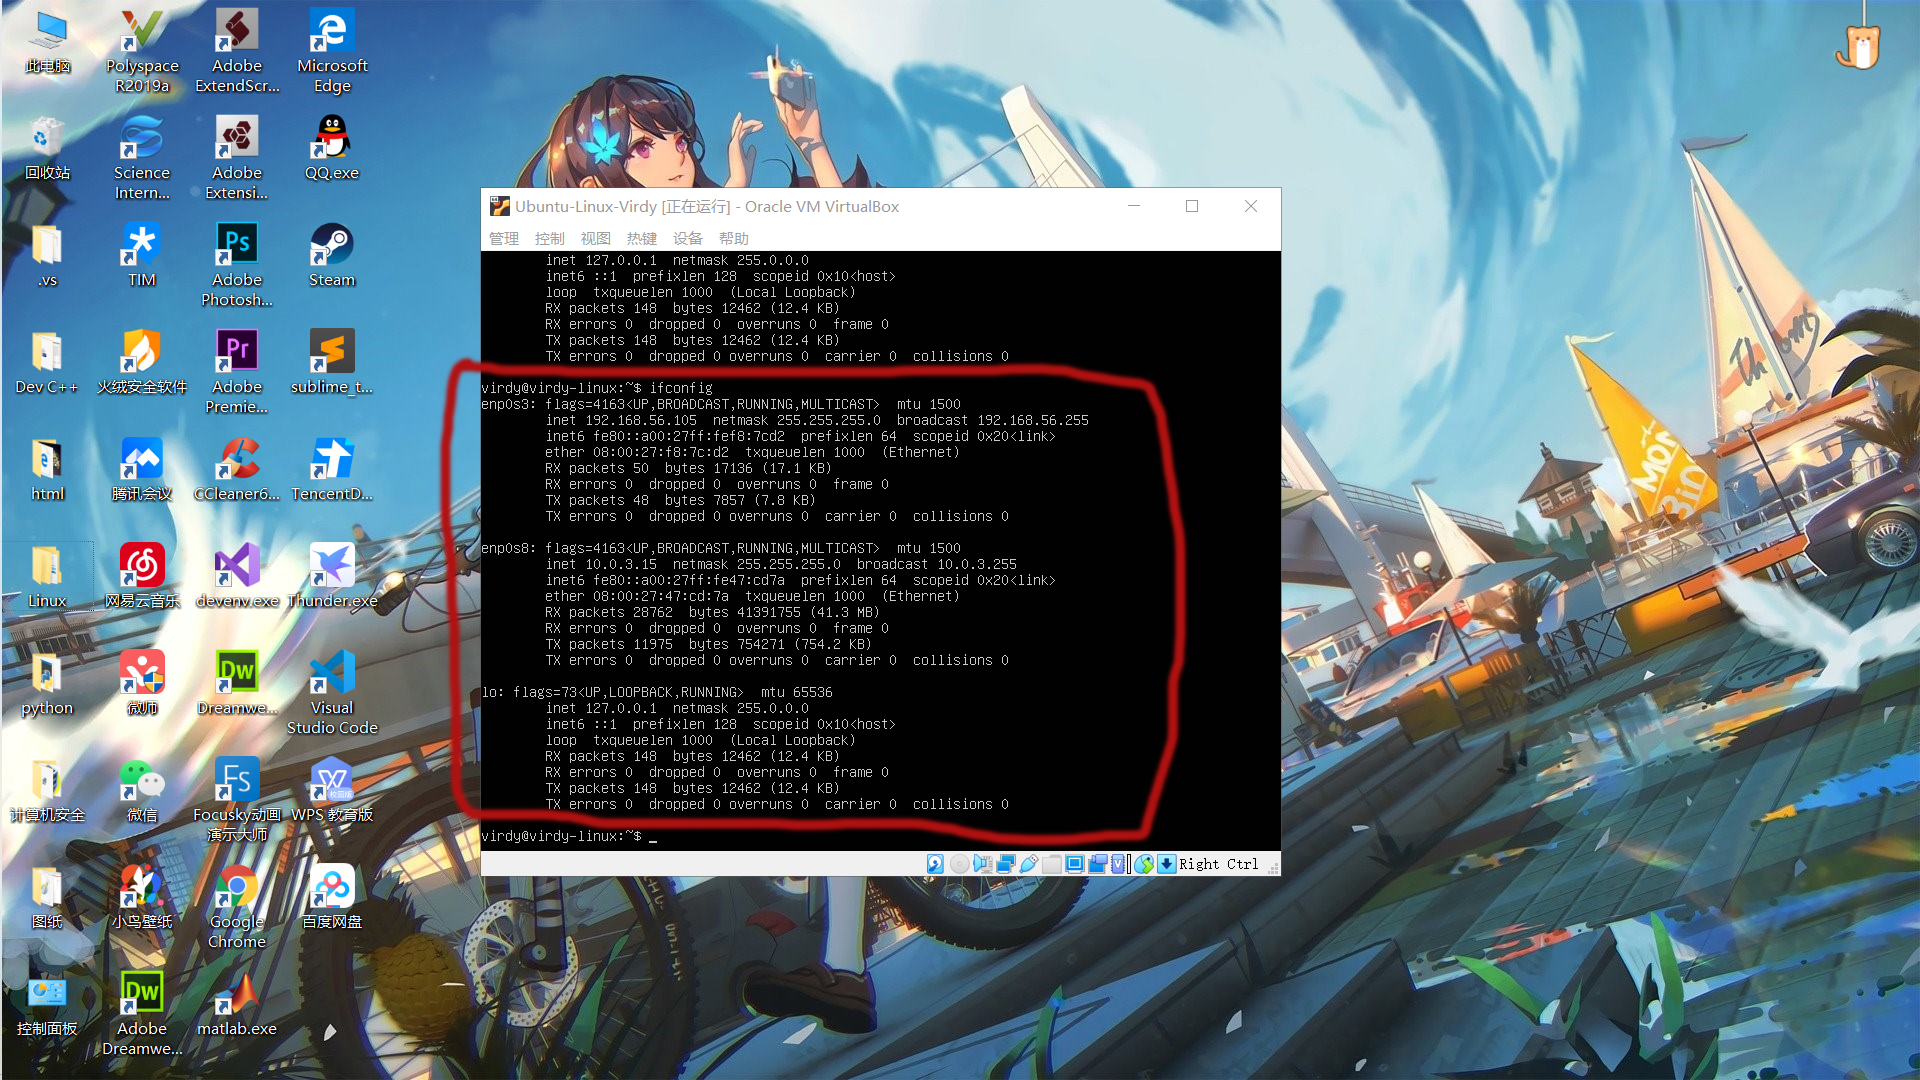 此电脑
Polyspace
R2019a
Adobe
ExtendScr...
Microsoft
Edge
回收站
Science
Intern...
Adobe
Extensi...
QQ.exe
.vs
TIM
Adobe
Photosh...
Steam
Dev C++
火绒安全软件
Adobe
Premie...
sublime_t...
html
腾讯会议
CCleaner6...
TencentD...
Linux
网易云音乐
devenv.exe
Thunder.exe
python
微师
Dreamwe...
Visual
Studio Code
计算机安全
微信
Focusky动画
演示大师
WPS 教育版
图纸
小鸟壁纸
Google
Chrome
百度网盘
控制面板
Adobe
Dreamwe...
matlab.exe
Ubuntu-Linux-Virdy [正在运行] - Oracle VM VirtualBox
管理 控制 视图 热键 设备 帮助
inet 127.0.0.1  netmask 255.0.0.0
inet6 ::1  prefixlen 128  scopeid 0x10<host>
loop  txqueuelen 1000  (Local Loopback)
RX packets 148  bytes 12462 (12.4 KB)
RX errors 0  dropped 0  overruns 0  frame 0
TX packets 148  bytes 12462 (12.4 KB)
TX errors 0  dropped 0 overruns 0  carrier 0  collisions 0
virdy@virdy-linux:~$ ifconfig
enp0s3: flags=4163<UP,BROADCAST,RUNNING,MULTICAST>  mtu 1500
inet 192.168.56.105  netmask 255.255.255.0  broadcast 192.168.56.255
inet6 fe80::a00:27ff:fef8:7cd2  prefixlen 64  scopeid 0x20<link>
ether 08:00:27:f8:7c:d2  txqueuelen 1000  (Ethernet)
RX packets 50  bytes 17136 (17.1 KB)
RX errors 0  dropped 0  overruns 0  frame 0
TX packets 48  bytes 7857 (7.8 KB)
TX errors 0  dropped 0 overruns 0  carrier 0  collisions 0
enp0s8: flags=4163<UP,BROADCAST,RUNNING,MULTICAST>  mtu 1500
inet 10.0.3.15  netmask 255.255.255.0  broadcast 10.0.3.255
inet6 fe80::a00:27ff:fe47:cd7a  prefixlen 64  scopeid 0x20<link>
ether 08:00:27:47:cd:7a  txqueuelen 1000  (Ethernet)
RX packets 28762  bytes 41391755 (41.3 MB)
RX errors 0  dropped 0  overruns 0  frame 0
TX packets 11975  bytes 754271 (754.2 KB)
TX errors 0  dropped 0 overruns 0  carrier 0  collisions 0
lo: flags=73<UP,LOOPBACK,RUNNING>  mtu 65536
inet 127.0.0.1  netmask 255.0.0.0
inet6 ::1  prefixlen 128  scopeid 0x10<host>
loop  txqueuelen 1000  (Local Loopback)
RX packets 148  bytes 12462 (12.4 KB)
RX errors 0  dropped 0  overruns 0  frame 0
TX packets 148  bytes 12462 (12.4 KB)
TX errors 0  dropped 0 overruns 0  carrier 0  collisions 0
virdy@virdy-linux:~$ _
Right Ctrl